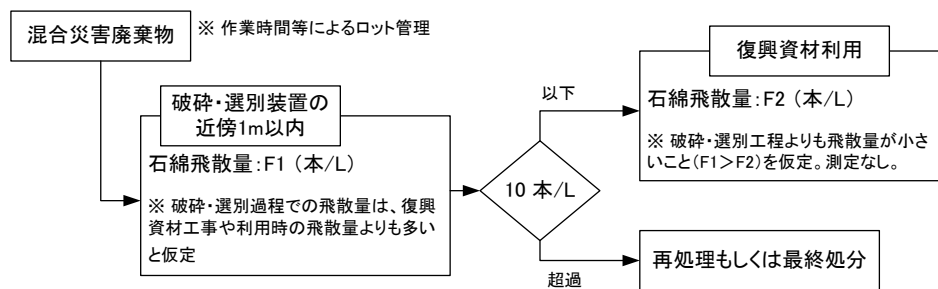 混合災害廃棄物
※ 作業時間等によるロット管理
破砕・選別装置の
近傍1m以内
石綿飛散量:F1 (本/L)
※ 破砕・選別過程での飛散量は、復興
資材工事や利用時の飛散量よりも多い
と仮定
10 本/L
以下
超過
復興資材利用
石綿飛散量:F2 (本/L)
※ 破砕・選別工程よりも飛散量が小さ
いこと(F1>F2)を仮定。測定なし。
再処理もしくは最終処分